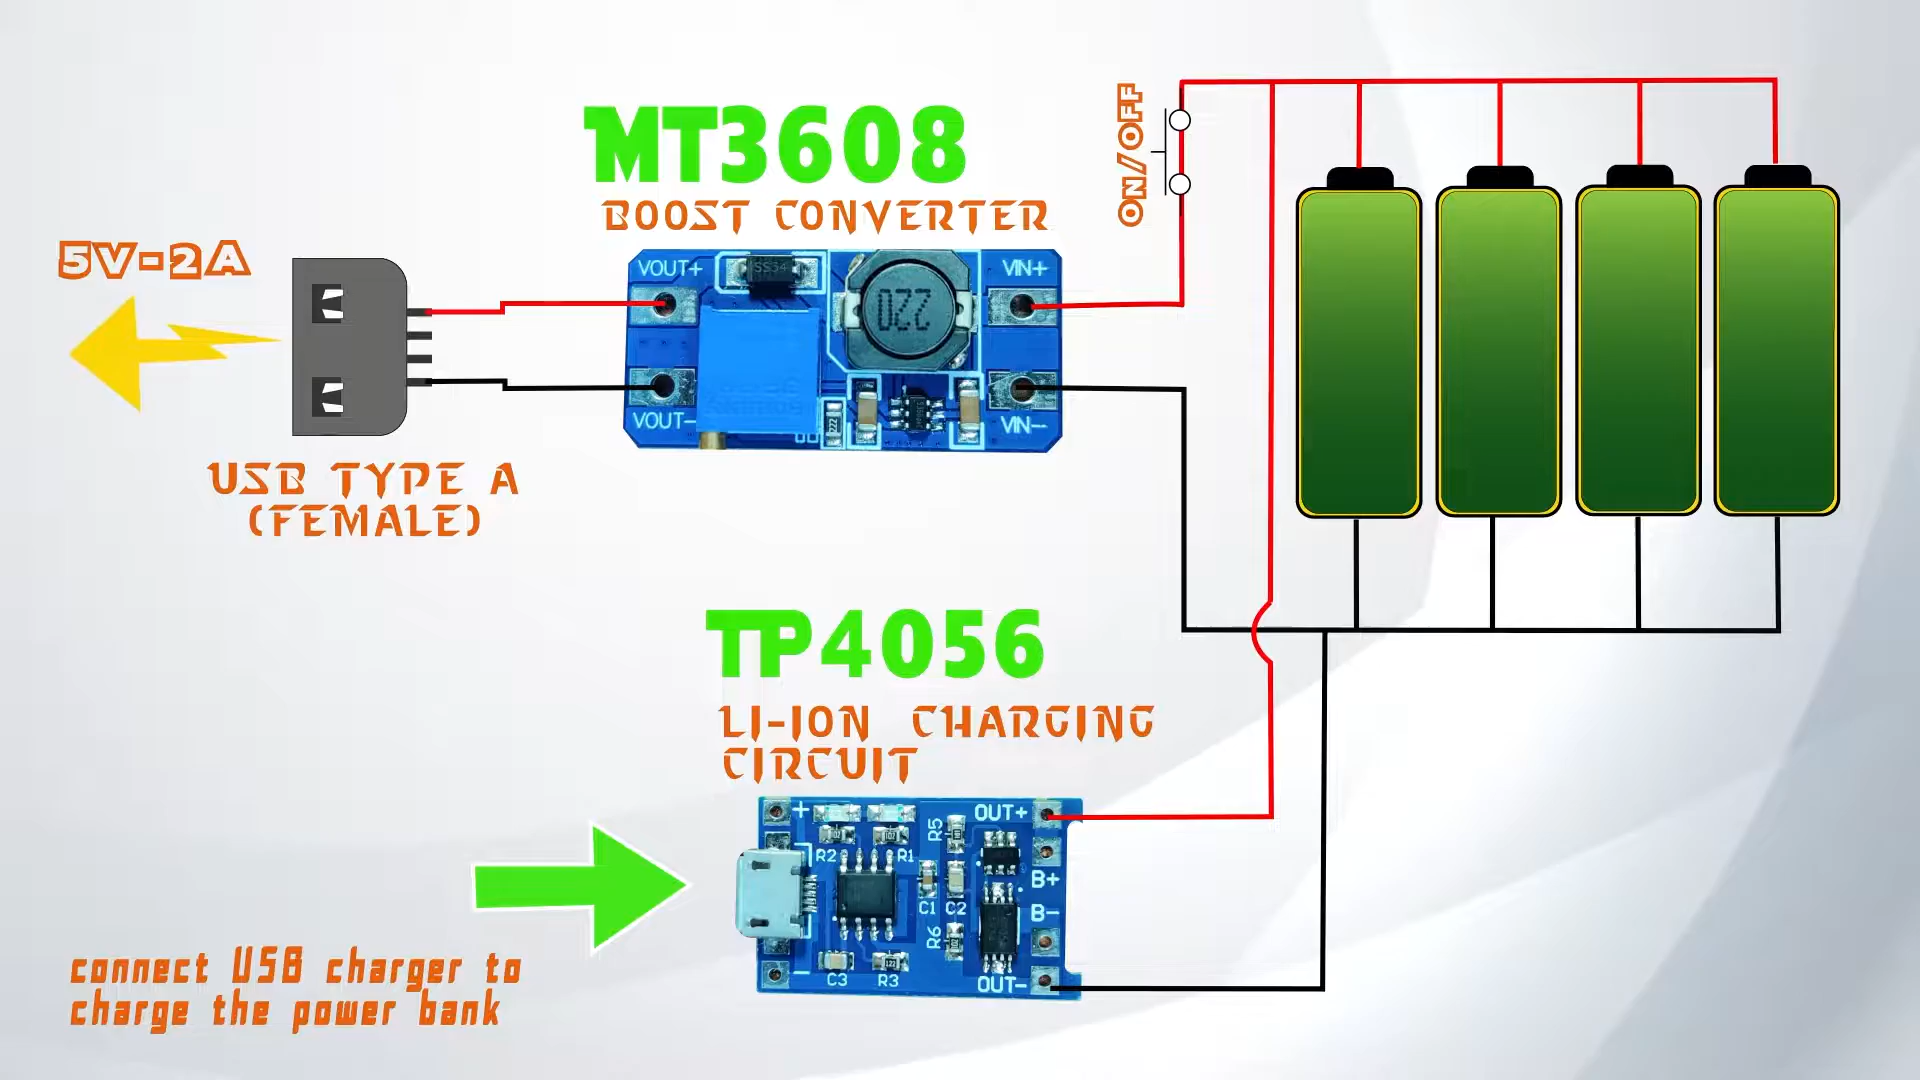 MT3608
BOOST CONVERTER
ON/OFF
5V-2A
VOUT+
SS34
220
VIN+
VOUT-
VIN-
USB TYPE A
(FEMALE)
TP4056
LI-ION CHARGING
CIRCUIT
+
OUT+
R5
R2
R1
B+
C1
C2
B-
R6
C3
R3
OUT-
-
connect USB charger to
charge the power bank